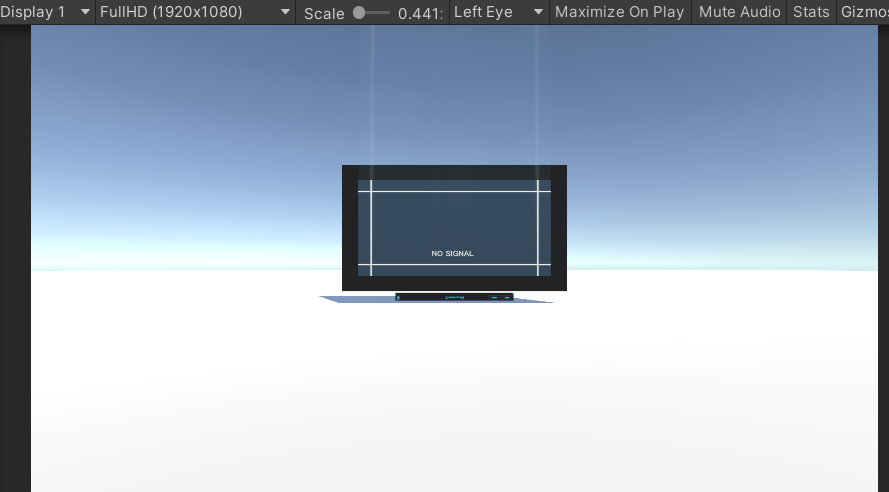 Display 1 FullHD (1920x1080) Scale 0.441: Left Eye Maximize On Play Mute Audio Stats Gizmos
NO SIGNAL